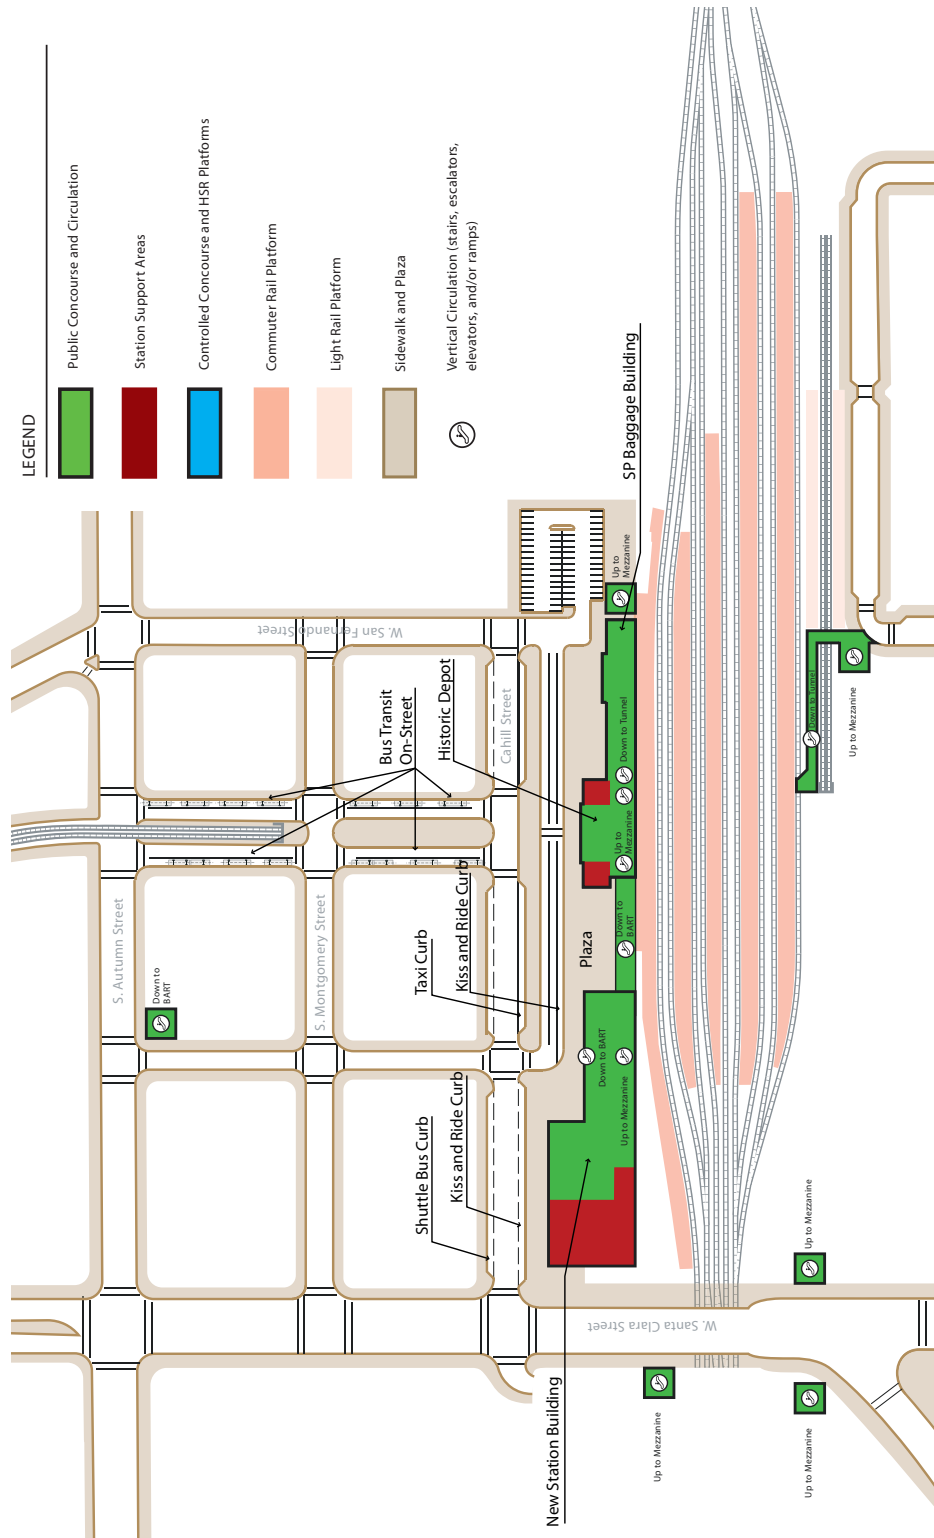 LEGEND
Public Concourse and Circulation
Station Support Areas
Controlled Concourse and HSR Platforms
Commuter Rail Platform
Light Rail Platform
Sidewalk and Plaza
Vertical Circulation (stairs, escalators,
elevators, and/or ramps)
S. Autumn Street
Down to
BART
W. San Fernando Street
S. Montgomery Street
Bus Transit
On-Street
Shuttle Bus Curb
Taxi Curb
Historic Depot
Kiss and Ride Curb
Kiss and Ride Curb
Cahill Street
New Station Building
Plaza
W. Santa Clara Street
Down to BART
Up to Mezzanine
Down to
BART
Up to
Mezzanine
Down to Tunnel
Up to
Mezzanine
SP Baggage Building
Up to Mezzanine
Up to Mezzanine
Up to Mezzanine
Down to Tunnel
Up to Mezzanine